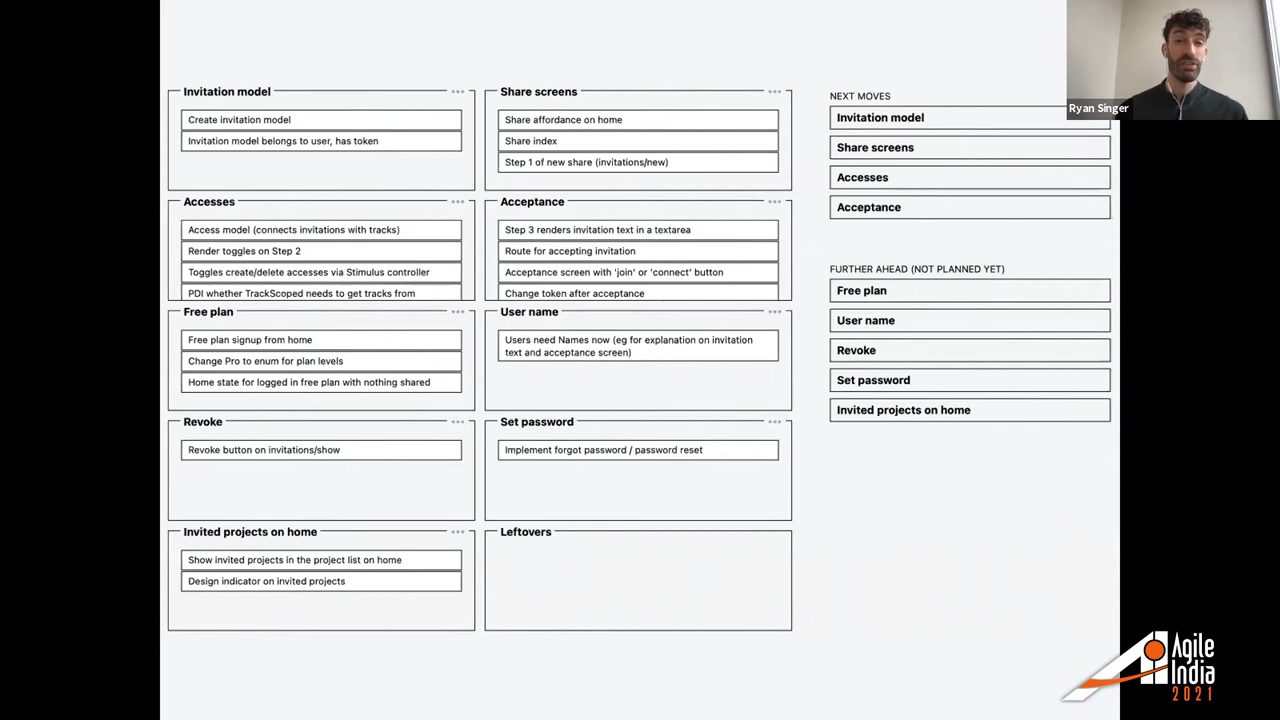 Invitation model
Create invitation model
Invitation model belongs to user, has token
Share screens
Share affordance on home
Share index
Step 1 of new share (invitations/new)
Accesses
Access model (connects invitations with tracks)
Render toggles on Step 2
Toggles create/delete accesses via Stimulus controller
PDI whether TrackScoped needs to get tracks from
Acceptance
Step 3 renders invitation text in a textarea
Route for accepting invitation
Acceptance screen with 'join' or 'connect' button
Change token after acceptance
Free plan
Free plan signup from home
Change Pro to enum for plan levels
Home state for logged in free plan with nothing shared
User name
Users need Names now (eg for explanation on invitation
text and acceptance screen)
Revoke
Revoke button on invitations/show
Set password
Implement forgot password / password reset
Invited projects on home
Show invited projects in the project list on home
Design indicator on invited projects
Leftovers
NEXT MOVES
Invitation model
Share screens
Accesses
Acceptance
FURTHER AHEAD (NOT PLANNED YET)
Free plan
User name
Revoke
Set password
Invited projects on home
Ryan Singer
Agile
India
2021